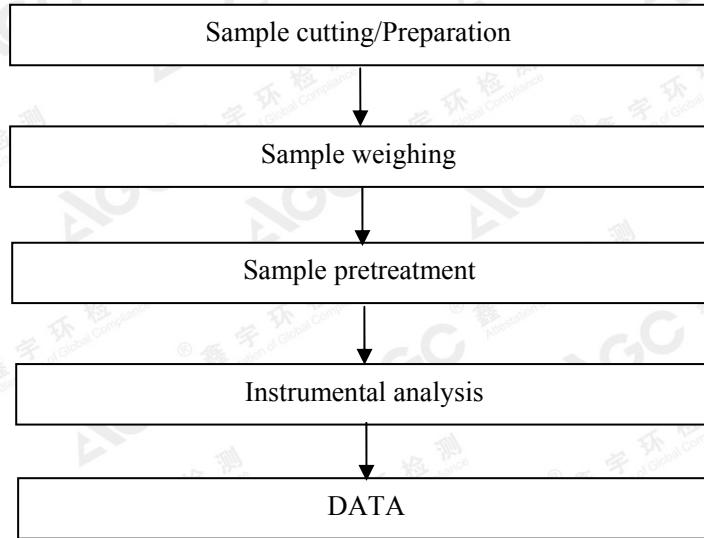 Sample cutting/Preparation
Sample weighing
Sample pretreatment
Instrumental analysis
DATA